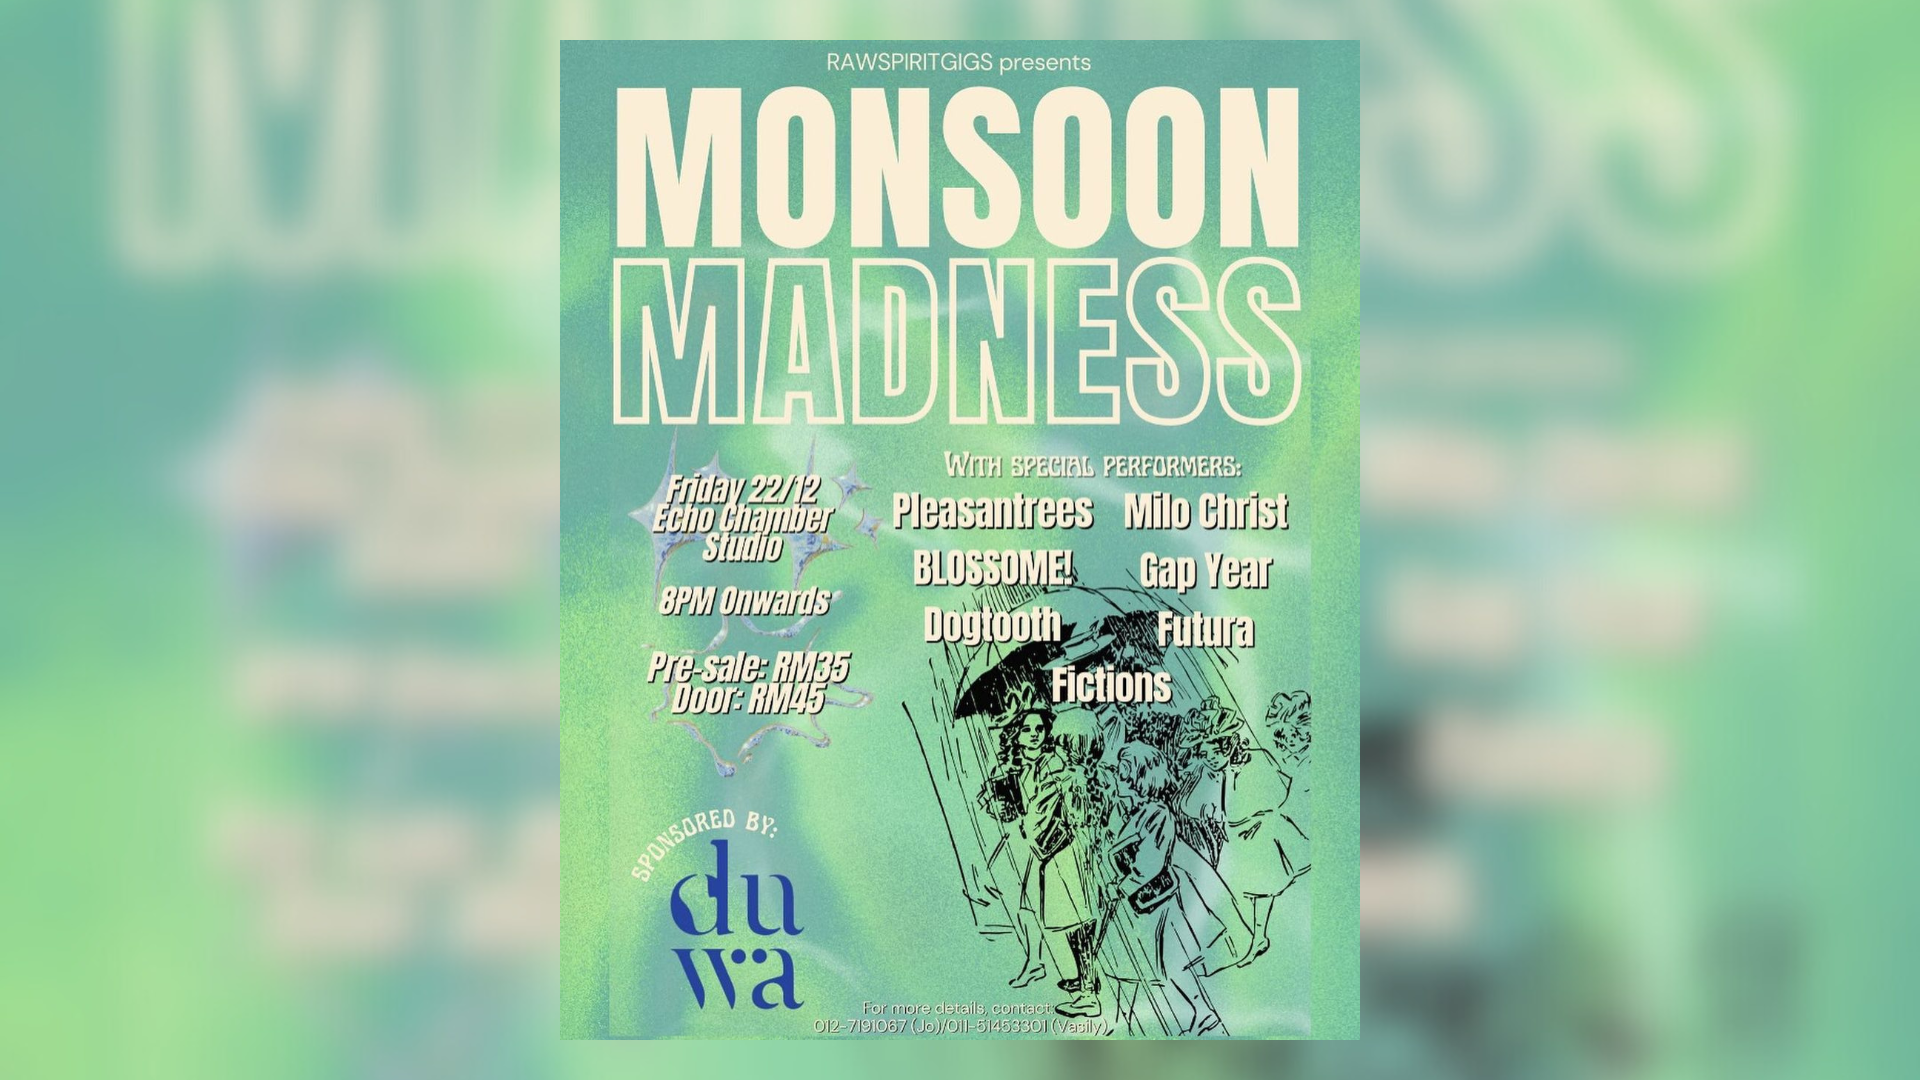 RAWSPIRITGIGS presents
MONSOON
MADNESS
Friday 22/12
Echo Chamber
Studio
8PM Onwards
Pre-sale: RM35
Door: RM45
WITH SPECIAL PERFORMERS:
Pleasantrees Milo Christ
BLOSSOME! Gap Year
Dogtooth Futura
Fictions
SPONSORED BY:
du
wa
For more details, contact:
012-7191067 (Jo)/011-51453301 (Vasily)